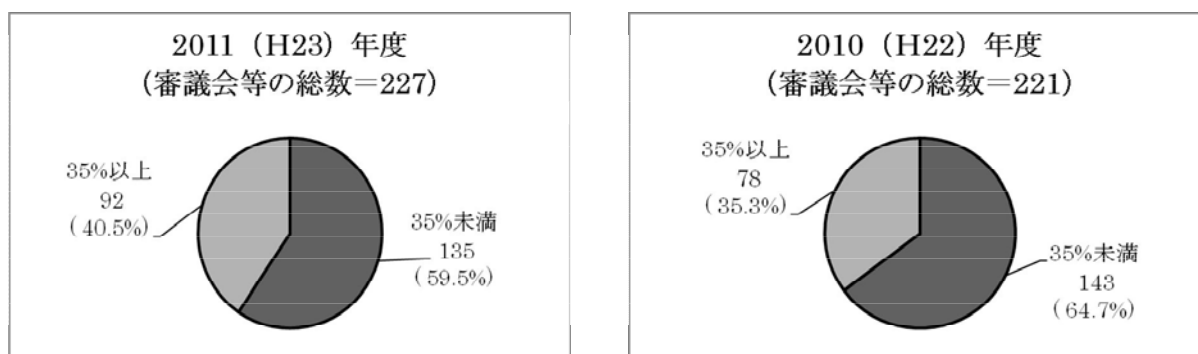 2011（H23）年度
（審議会等の総数＝227）
35%以上
92
（40.5%）
35%未満
135
（59.5%）
2010（H22）年度
（審議会等の総数＝221）
35%以上
78
（35.3%）
35%未満
143
（64.7%）